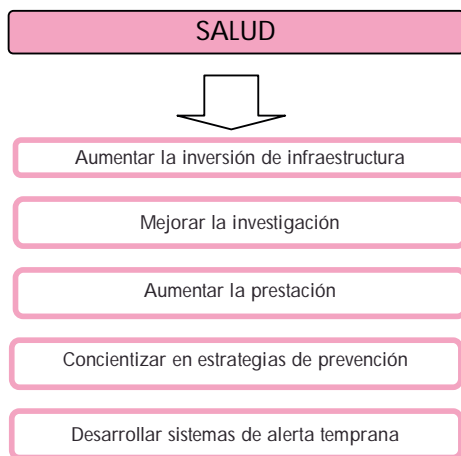 SALUD
Aumentar la inversión de infraestructura
Mejorar la investigación
Aumentar la prestación
Concientizar en estrategias de prevención
Desarrollar sistemas de alerta temprana